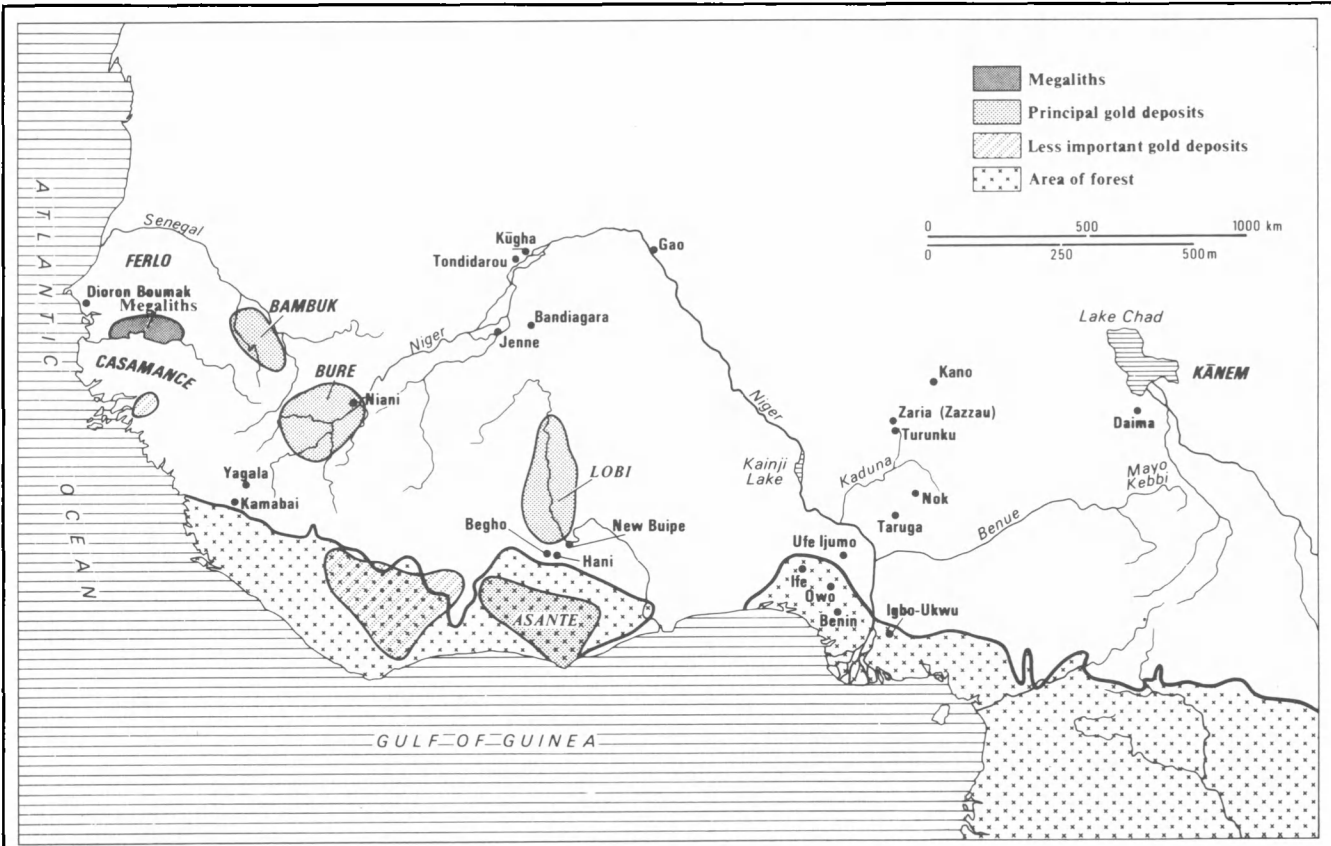 Megaliths
Principal gold deposits
Less important gold deposits
Area of forest
0 500 1000 km
0 250 500 m
ATLANTIC OCEAN
Senegal
FERLO
Dioron Boumak
Megaliths
BAMBUK
CASAMANCE
BURE
Niani
Niger
Kūgha
Tondidarou
Gao
Bandiagara
Jenne
Lake Chad
KĀNEM
Kano
Zaria (Zazzau)
Turunku
Daima
Niger
Kainji
Lake
Kaduna
Mayo
Kebbi
Nok
Taruga
Benue
Yagala
Kamabai
LOBI
New Buipe
Begho
Hani
ASANTE
Ufe Ijumo
Ife
Owo
Benin
Igbo-Ukwu
GULF OF GUINEA